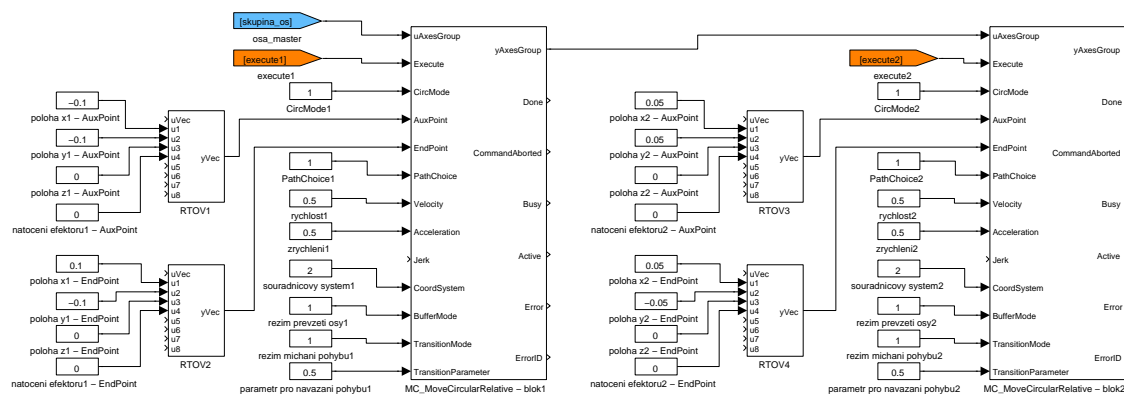 [skupina_os]
osa_master
[execute1]
execute1
1
CircMode1
−0.1
poloha x1 − AuxPoint
−0.1
poloha y1 − AuxPoint
0
poloha z1 − AuxPoint
0
natoceni efektoru1 − AuxPoint
uVec
u1
u2
u3
u4
u5
u6
u7
u8
yVec
RTOV1
0.1
poloha x1 − EndPoint
−0.1
poloha y1 − EndPoint
0
poloha z1 − EndPoint
0
natoceni efektoru1 − EndPoint
uVec
u1
u2
u3
u4
u5
u6
u7
u8
yVec
RTOV2
1
PathChoice1
0.5
rychlost1
0.5
zrychleni1
2
souradnicovy system1
1
rezim prevzeti osy1
1
rezim michani pohybu1
0.5
parametr pro navazani pohybu1
uAxesGroup
Execute
CircMode
AuxPoint
EndPoint
PathChoice
Velocity
Acceleration
Jerk
CoordSystem
BufferMode
TransitionMode
TransitionParameter
yAxesGroup
Done
CommandAborted
Busy
Active
Error
ErrorID
MC_MoveCircularRelative − blok1
[execute2]
execute2
1
CircMode2
0.05
poloha x2 − AuxPoint
0.05
poloha y2 − AuxPoint
0
poloha z2 − AuxPoint
0
natoceni efektoru2 − AuxPoint
uVec
u1
u2
u3
u4
u5
u6
u7
u8
yVec
RTOV3
0.05
poloha x2 − EndPoint
−0.05
poloha y2 − EndPoint
0
poloha z2 − EndPoint
0
natoceni efektoru2 − EndPoint
uVec
u1
u2
u3
u4
u5
u6
u7
u8
yVec
RTOV4
1
PathChoice2
0.5
rychlost2
0.5
zrychleni2
2
souradnicovy system2
1
rezim prevzeti osy2
1
rezim michani pohybu2
0.5
parametr pro navazani pohybu2
uAxesGroup
Execute
CircMode
AuxPoint
EndPoint
PathChoice
Velocity
Acceleration
Jerk
CoordSystem
BufferMode
TransitionMode
TransitionParameter
yAxesGroup
Done
CommandAborted
Busy
Active
Error
ErrorID
MC_MoveCircularRelative − blok2